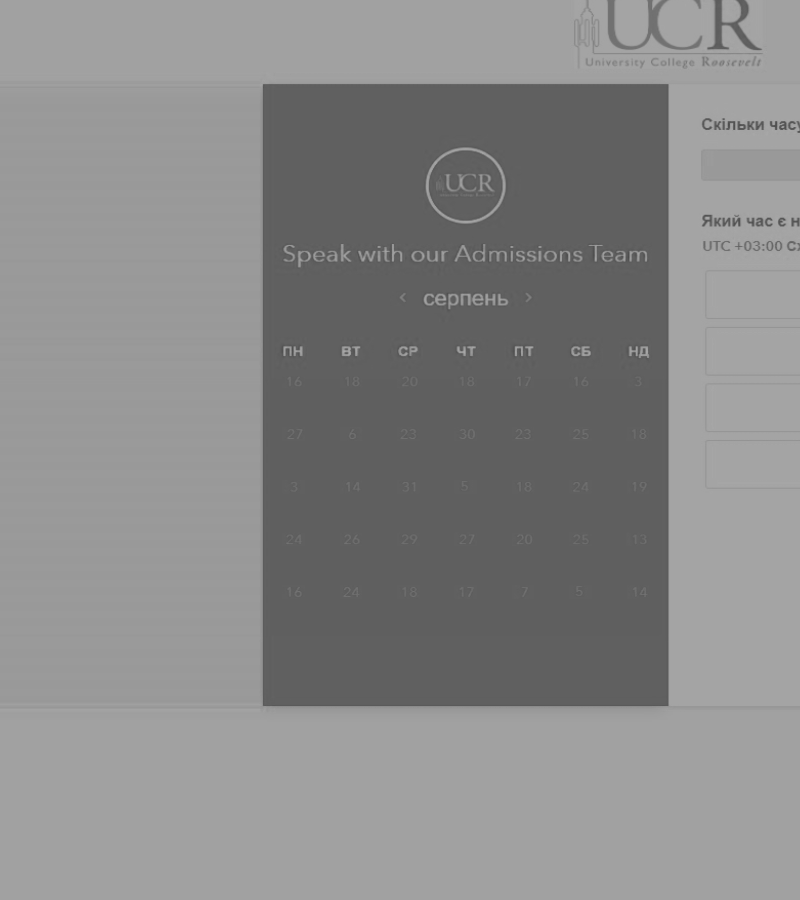 UCR
University College Roosevelt
UCR
Speak with our Admissions Team
‹ серпень ›
ПН ВТ СР ЧТ ПТ СБ НД
16 18 20 18 17 16 3
27 6 23 30 23 25 18
3 14 31 5 18 24 19
24 26 29 27 20 25 13
16 24 16 17 7 5 14
Скільки часу
Який час є н
UTC +03:00